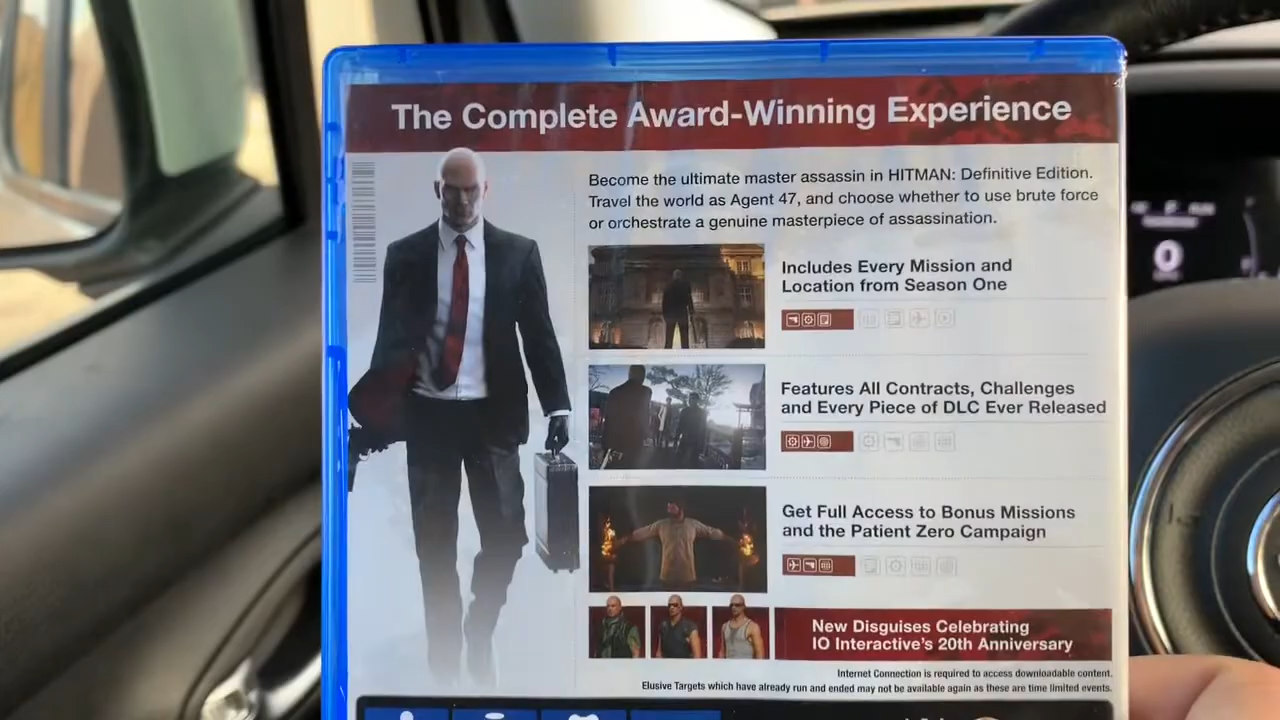 The Complete Award-Winning Experience
Become the ultimate master assassin in HITMAN: Definitive Edition.
Travel the world as Agent 47, and choose whether to use brute force
or orchestrate a genuine masterpiece of assassination.
Includes Every Mission and
Location from Season One
Features All Contracts, Challenges
and Every Piece of DLC Ever Released
Get Full Access to Bonus Missions
and the Patient Zero Campaign
New Disguises Celebrating
IO Interactive's 20th Anniversary
Internet Connection is required to access downloadable content.
Elusive Targets which have already run and ended may not be available again as these are time limited events.
0